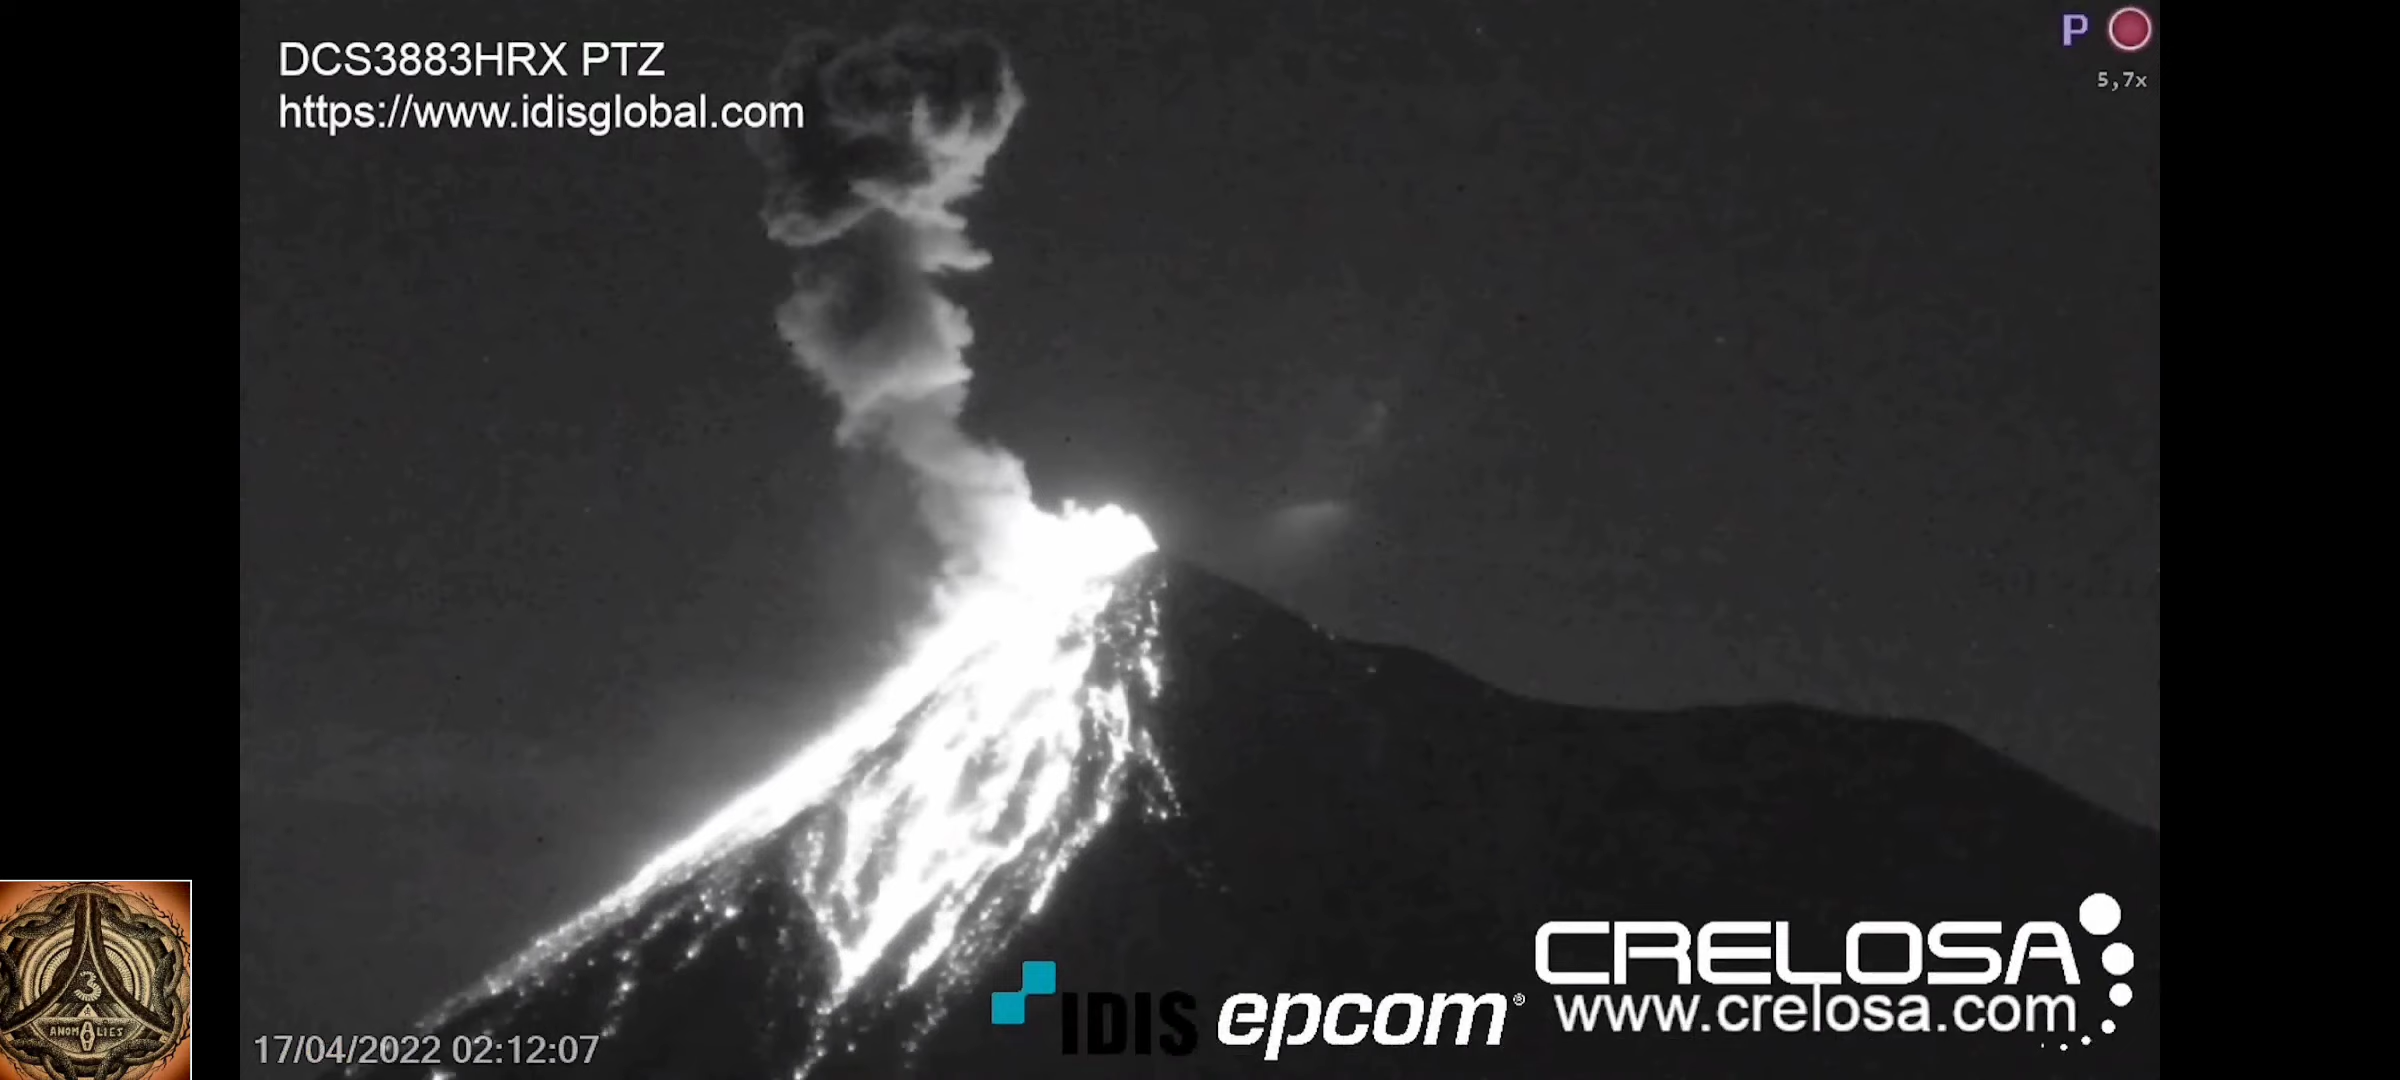 DCS3883HRX PTZ
https://www.idisglobal.com
P
5,7x
3
ANOMALIES
17/04/2022 02:12:07
IDIS
epcom®
CRELOSA
www.crelosa.com